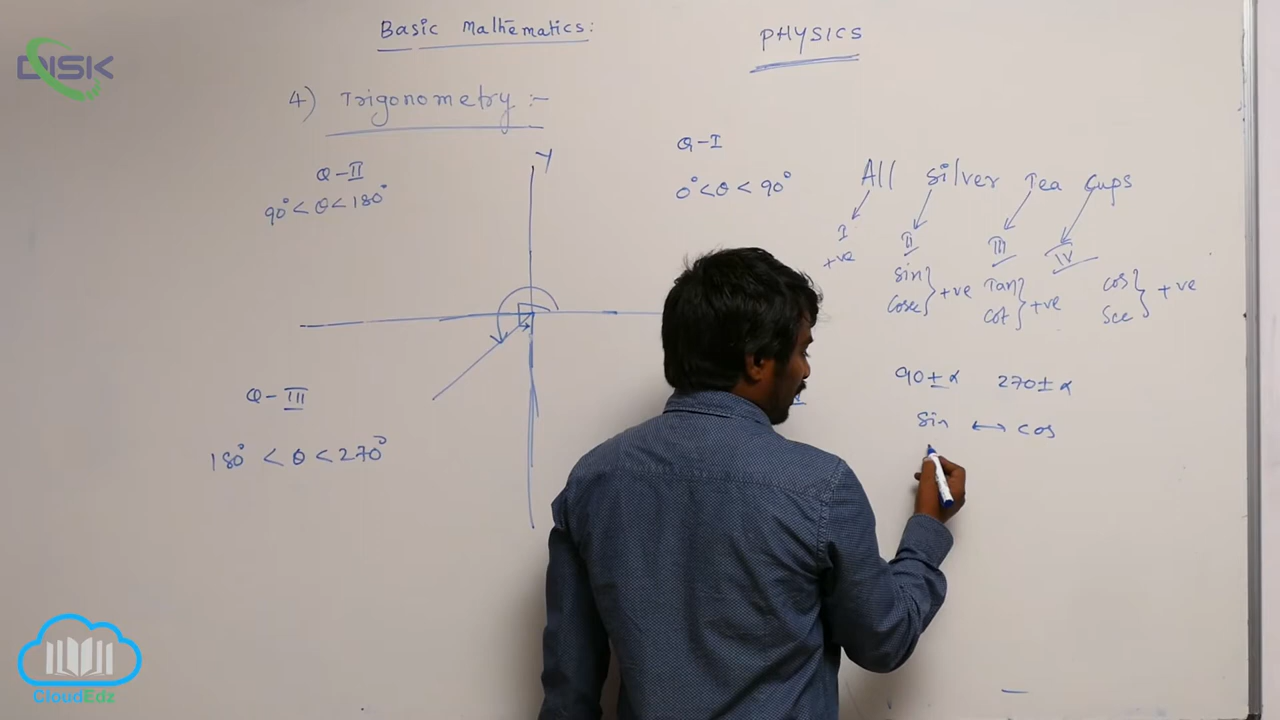 DISK
Basic Mathematics:
PHYSICS
4) Trigonometry :-
Y
Q-I
0° < θ < 90°
Q-II
90° < θ < 180°
Q-III
180° < θ < 270°
All Silver Tea Cups
I II III IV
+ve
sin
cosec } +ve
Tan
cot } +ve
cos
Sec } +ve
90 ± α 270 ± α
Sin ↔ cos
CloudEdz